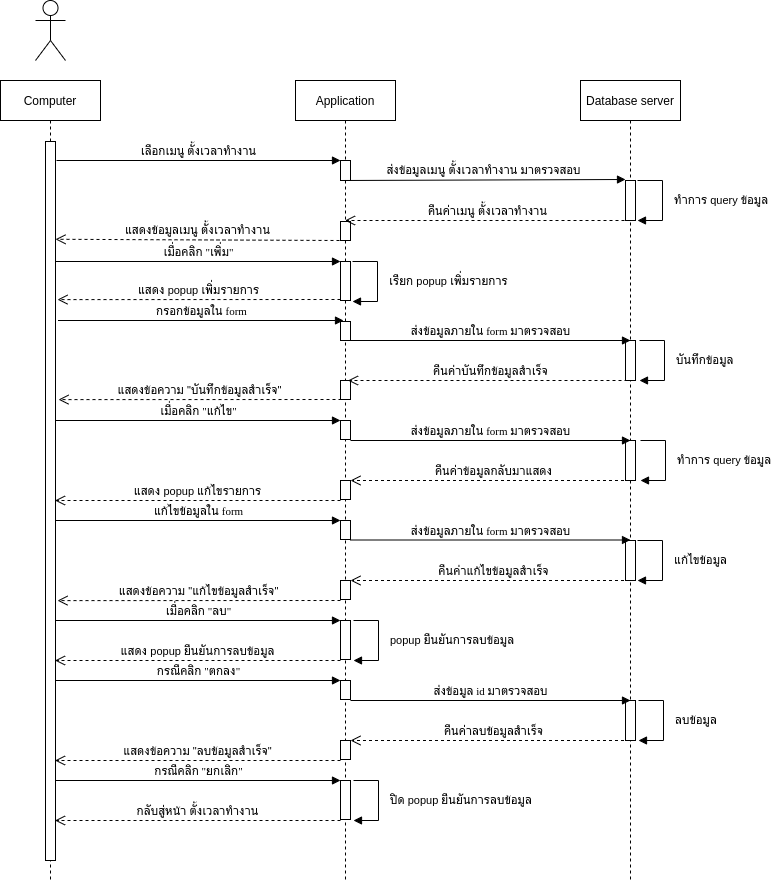 Computer
Application
Database server
เลือกเมนู ตั้งเวลาทำงาน
ส่งข้อมูลเมนู ตั้งเวลาทำงาน มาตรวจสอบ
ทำการ query ข้อมูล
คืนค่าเมนู ตั้งเวลาทำงาน
แสดงข้อมูลเมนู ตั้งเวลาทำงาน
เมื่อคลิก "เพิ่ม"
เรียก popup เพิ่มรายการ
แสดง popup เพิ่มรายการ
กรอกข้อมูลใน form
ส่งข้อมูลภายใน form มาตรวจสอบ
บันทึกข้อมูล
คืนค่าบันทึกข้อมูลสำเร็จ
แสดงข้อความ "บันทึกข้อมูลสำเร็จ"
เมื่อคลิก "แก้ไข"
ส่งข้อมูลภายใน form มาตรวจสอบ
ทำการ query ข้อมูล
คืนค่าข้อมูลกลับมาแสดง
แสดง popup แก้ไขรายการ
แก้ไขข้อมูลใน form
ส่งข้อมูลภายใน form มาตรวจสอบ
แก้ไขข้อมูล
คืนค่าแก้ไขข้อมูลสำเร็จ
แสดงข้อความ "แก้ไขข้อมูลสำเร็จ"
เมื่อคลิก "ลบ"
popup ยืนยันการลบข้อมูล
แสดง popup ยืนยันการลบข้อมูล
กรณีคลิก "ตกลง"
ส่งข้อมูล id มาตรวจสอบ
ลบข้อมูล
คืนค่าลบข้อมูลสำเร็จ
แสดงข้อความ "ลบข้อมูลสำเร็จ"
กรณีคลิก "ยกเลิก"
ปิด popup ยืนยันการลบข้อมูล
กลับสู่หน้า ตั้งเวลาทำงาน